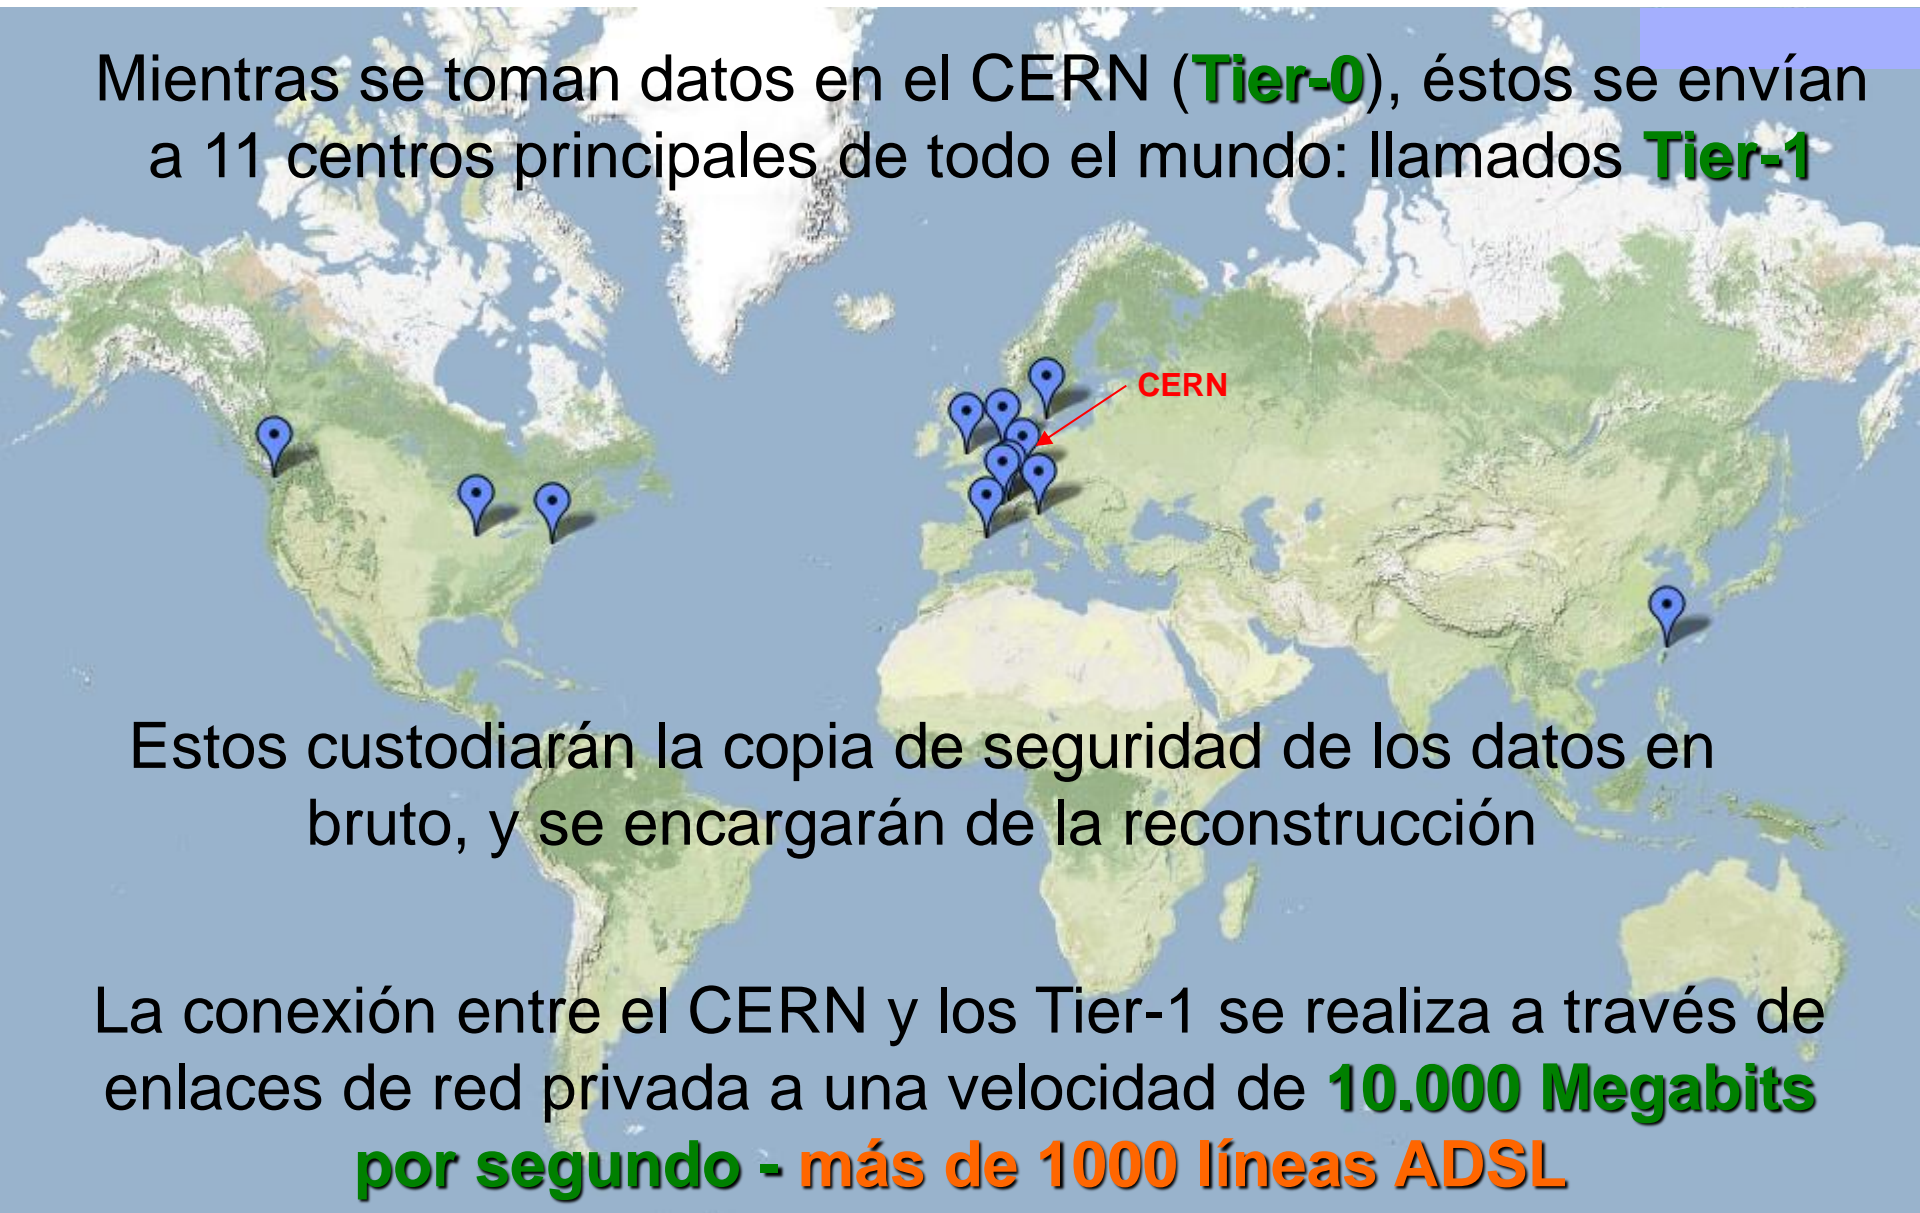 Mientras se toman datos en el CERN (Tier-0), éstos se envían
a 11 centros principales de todo el mundo: llamados Tier-1
CERN
Estos custodiarán la copia de seguridad de los datos en
bruto, y se encargarán de la reconstrucción
La conexión entre el CERN y los Tier-1 se realiza a través de
enlaces de red privada a una velocidad de 10.000 Megabits
por segundo - más de 1000 líneas ADSL